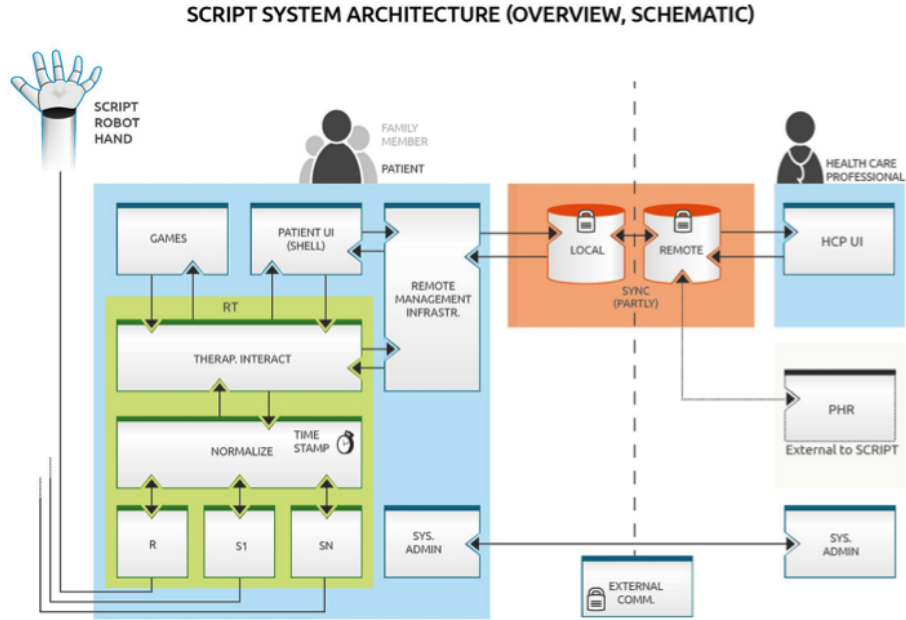 SCRIPT SYSTEM ARCHITECTURE (OVERVIEW, SCHEMATIC)
SCRIPT
ROBOT
HAND
FAMILY
MEMBER
PATIENT
HEALTH CARE
PROFESSIONAL
GAMES
PATIENT UI
(SHELL)
REMOTE
MANAGEMENT
INFRASTR.
LOCAL
REMOTE
SYNC
(PARTLY)
HCP UI
RT
THERAP. INTERACT
NORMALIZE
TIME
STAMP
R
S1
SN
PHR
External to SCRIPT
SYS.
ADMIN
SYS.
ADMIN
EXTERNAL
COMM.